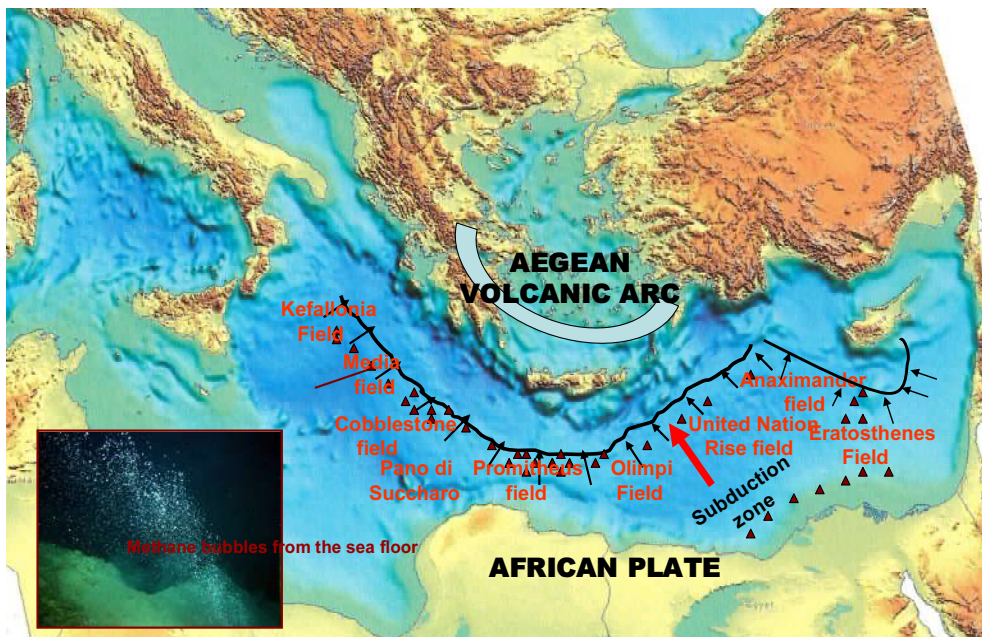 AEGEAN
VOLCANIC ARC
Kefallonia
Field
Media
field
Cobblestone
field
Pano di
Succharo
Promitheus
field
Olimpi
Field
United Nation
Rise field
Anaximander
field
Eratosthenes
Field
Subduction
zone
Methane bubbles from the sea floor
AFRICAN PLATE
Egypt